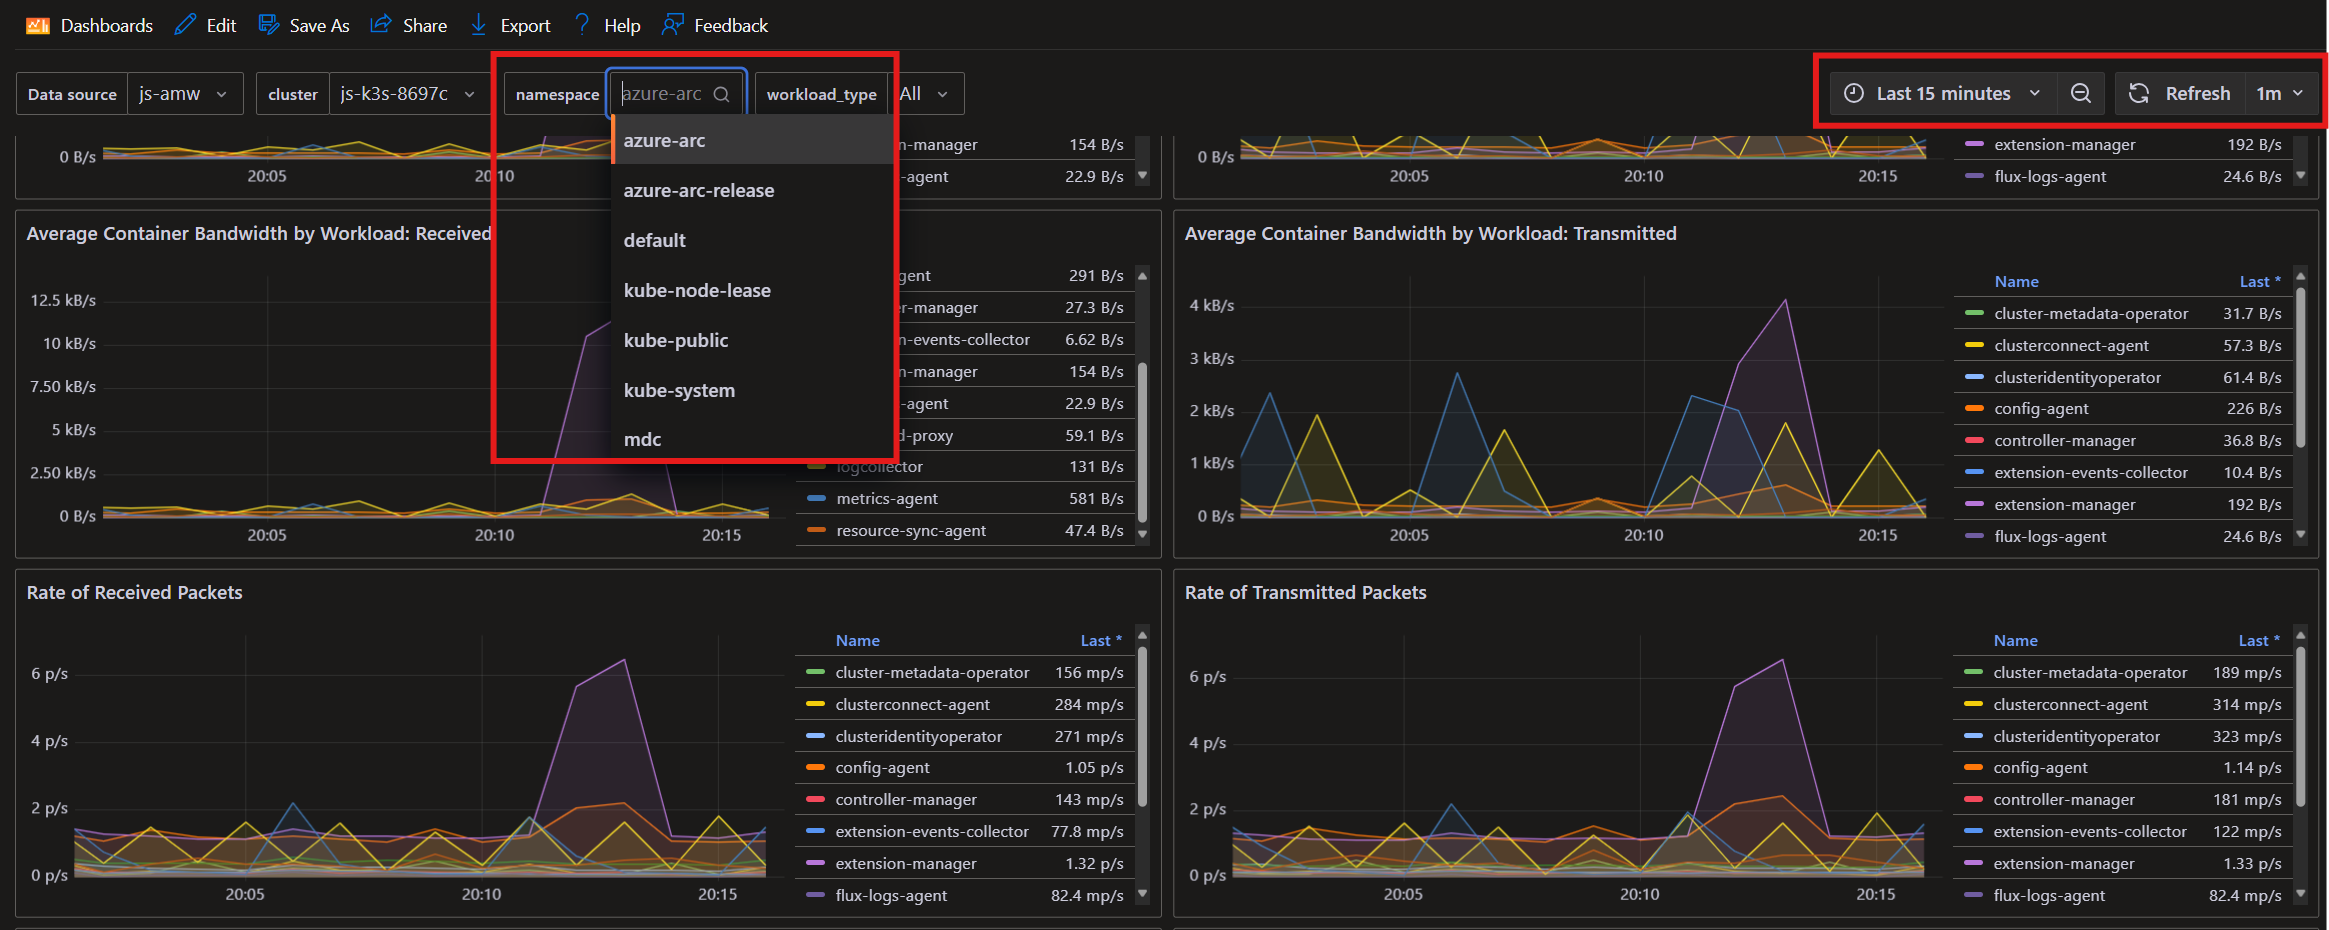 Dashboards Edit Save As Share Export Help Feedback
Data source js-amw cluster js-k3s-8697c namespace azure-arc workload_type All Last 15 minutes Refresh 1m
azure-arc
azure-arc-release
default
kube-node-lease
kube-public
kube-system
mdc
0 B/s
20:05 20:10
n-manager 154 B/s
-agent 22.9 B/s
0 B/s
20:05 20:10 20:15
extension-manager 192 B/s
flux-logs-agent 24.6 B/s
Average Container Bandwidth by Workload: Received
12.5 kB/s
10 kB/s
7.50 kB/s
5 kB/s
2.50 kB/s
0 B/s
20:05 20:10 20:15
gent 291 B/s
r-manager 27.3 B/s
n-events-collector 6.62 B/s
n-manager 154 B/s
-agent 22.9 B/s
d-proxy 59.1 B/s
logcollector 131 B/s
metrics-agent 581 B/s
resource-sync-agent 47.4 B/s
Average Container Bandwidth by Workload: Transmitted
4 kB/s
3 kB/s
2 kB/s
1 kB/s
0 B/s
20:05 20:10 20:15
Name Last *
cluster-metadata-operator 31.7 B/s
clusterconnect-agent 57.3 B/s
clusteridentityoperator 61.4 B/s
config-agent 226 B/s
controller-manager 36.8 B/s
extension-events-collector 10.4 B/s
extension-manager 192 B/s
flux-logs-agent 24.6 B/s
Rate of Received Packets
6 p/s
4 p/s
2 p/s
0 p/s
20:05 20:10 20:15
Name Last *
cluster-metadata-operator 156 mp/s
clusterconnect-agent 284 mp/s
clusteridentityoperator 271 mp/s
config-agent 1.05 p/s
controller-manager 143 mp/s
extension-events-collector 77.8 mp/s
extension-manager 1.32 p/s
flux-logs-agent 82.4 mp/s
Rate of Transmitted Packets
6 p/s
4 p/s
2 p/s
0 p/s
20:05 20:10 20:15
Name Last *
cluster-metadata-operator 189 mp/s
clusterconnect-agent 314 mp/s
clusteridentityoperator 323 mp/s
config-agent 1.14 p/s
controller-manager 181 mp/s
extension-events-collector 122 mp/s
extension-manager 1.33 p/s
flux-logs-agent 82.4 mp/s